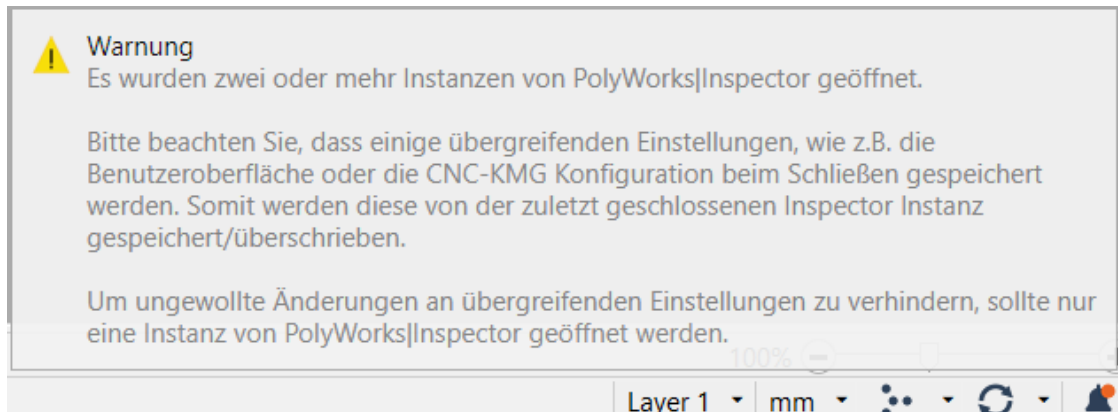 Warnung
Es wurden zwei oder mehr Instanzen von PolyWorks|Inspector geöffnet.
Bitte beachten Sie, dass einige übergreifenden Einstellungen, wie z.B. die
Benutzeroberfläche oder die CNC-KMG Konfiguration beim Schließen gespeichert
werden. Somit werden diese von der zuletzt geschlossenen Inspector Instanz
gespeichert/überschrieben.
Um ungewollte Änderungen an übergreifenden Einstellungen zu verhindern, sollte nur
eine Instanz von PolyWorks|Inspector geöffnet werden.
100%
Layer 1 mm